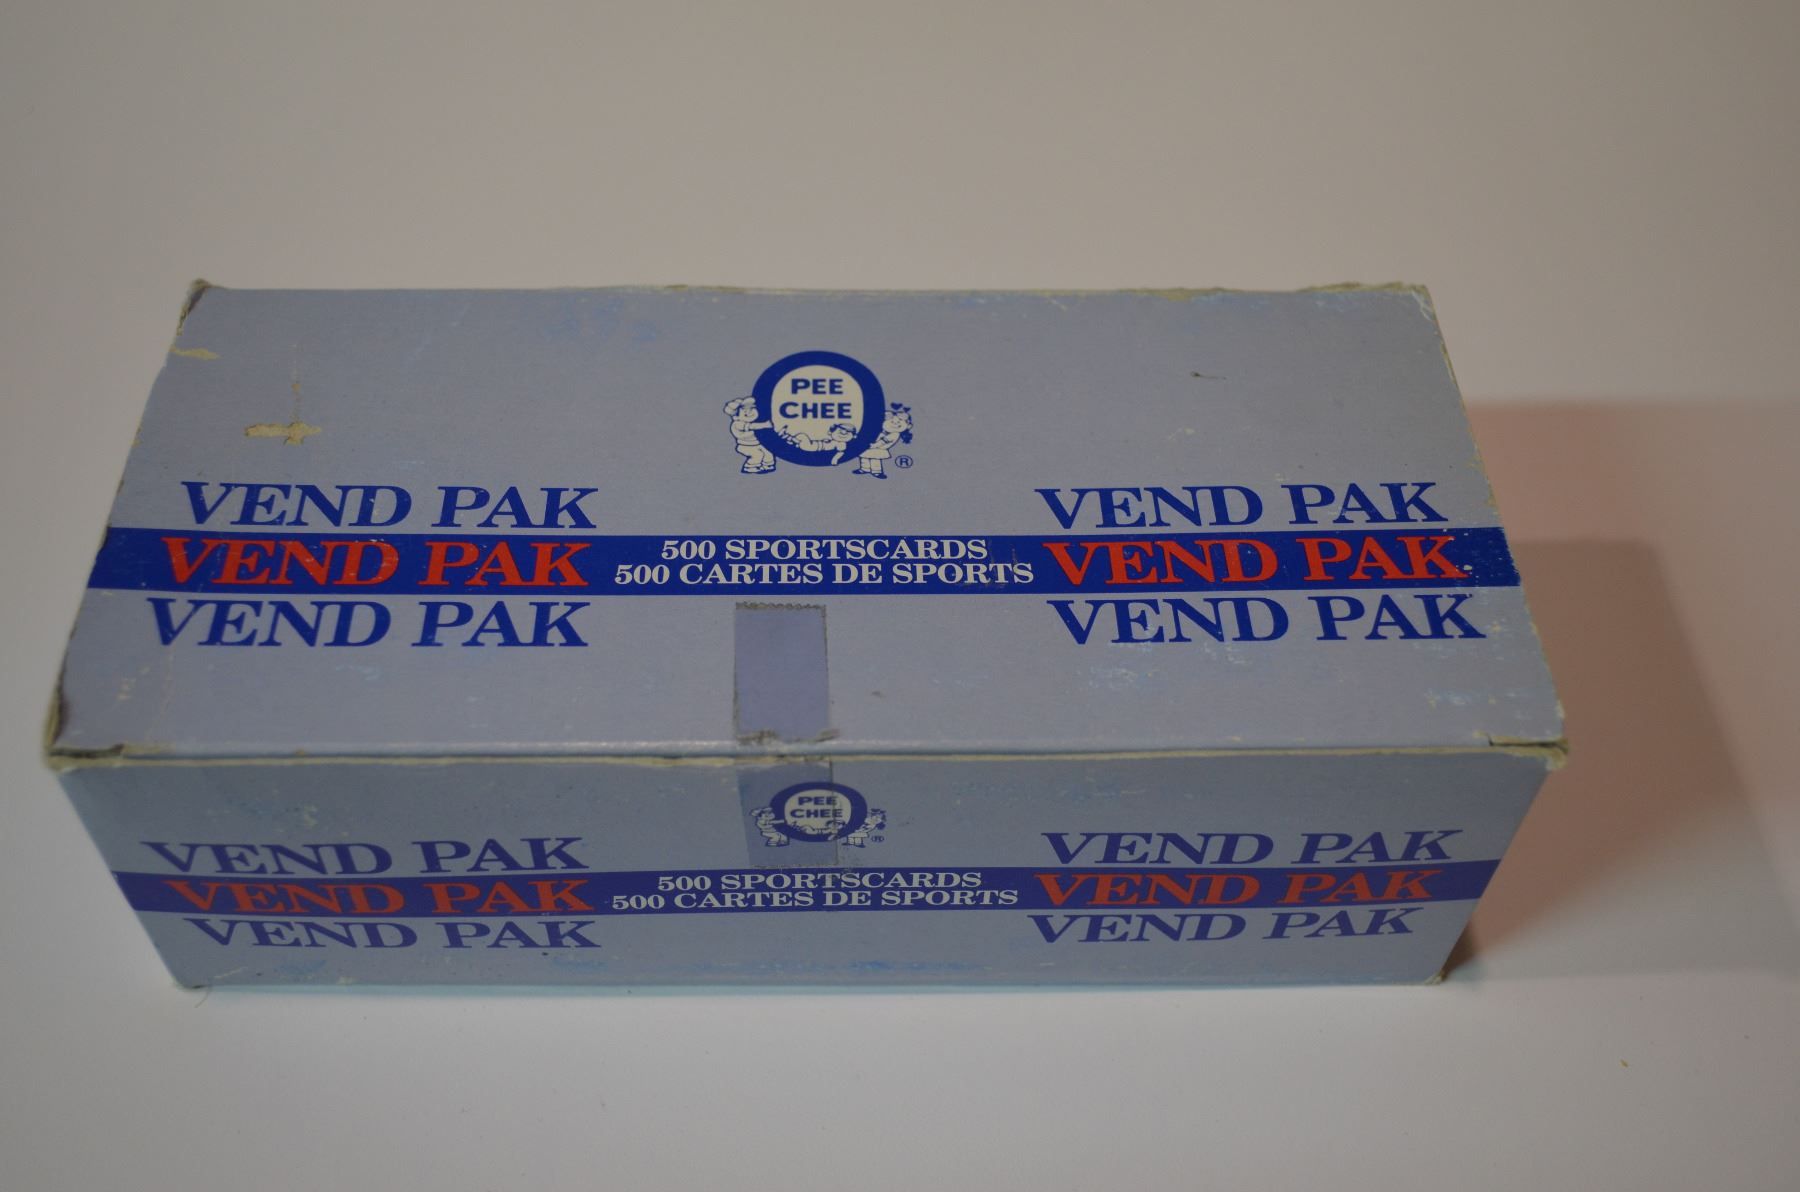 PEE
CHEE
®
VEND PAK VEND PAK
VEND PAK 500 SPORTSCARDS VEND PAK
500 CARTES DE SPORTS
VEND PAK VEND PAK
PEE
CHEE
®
VEND PAK VEND PAK
VEND PAK 500 SPORTSCARDS VEND PAK
500 CARTES DE SPORTS
VEND PAK VEND PAK